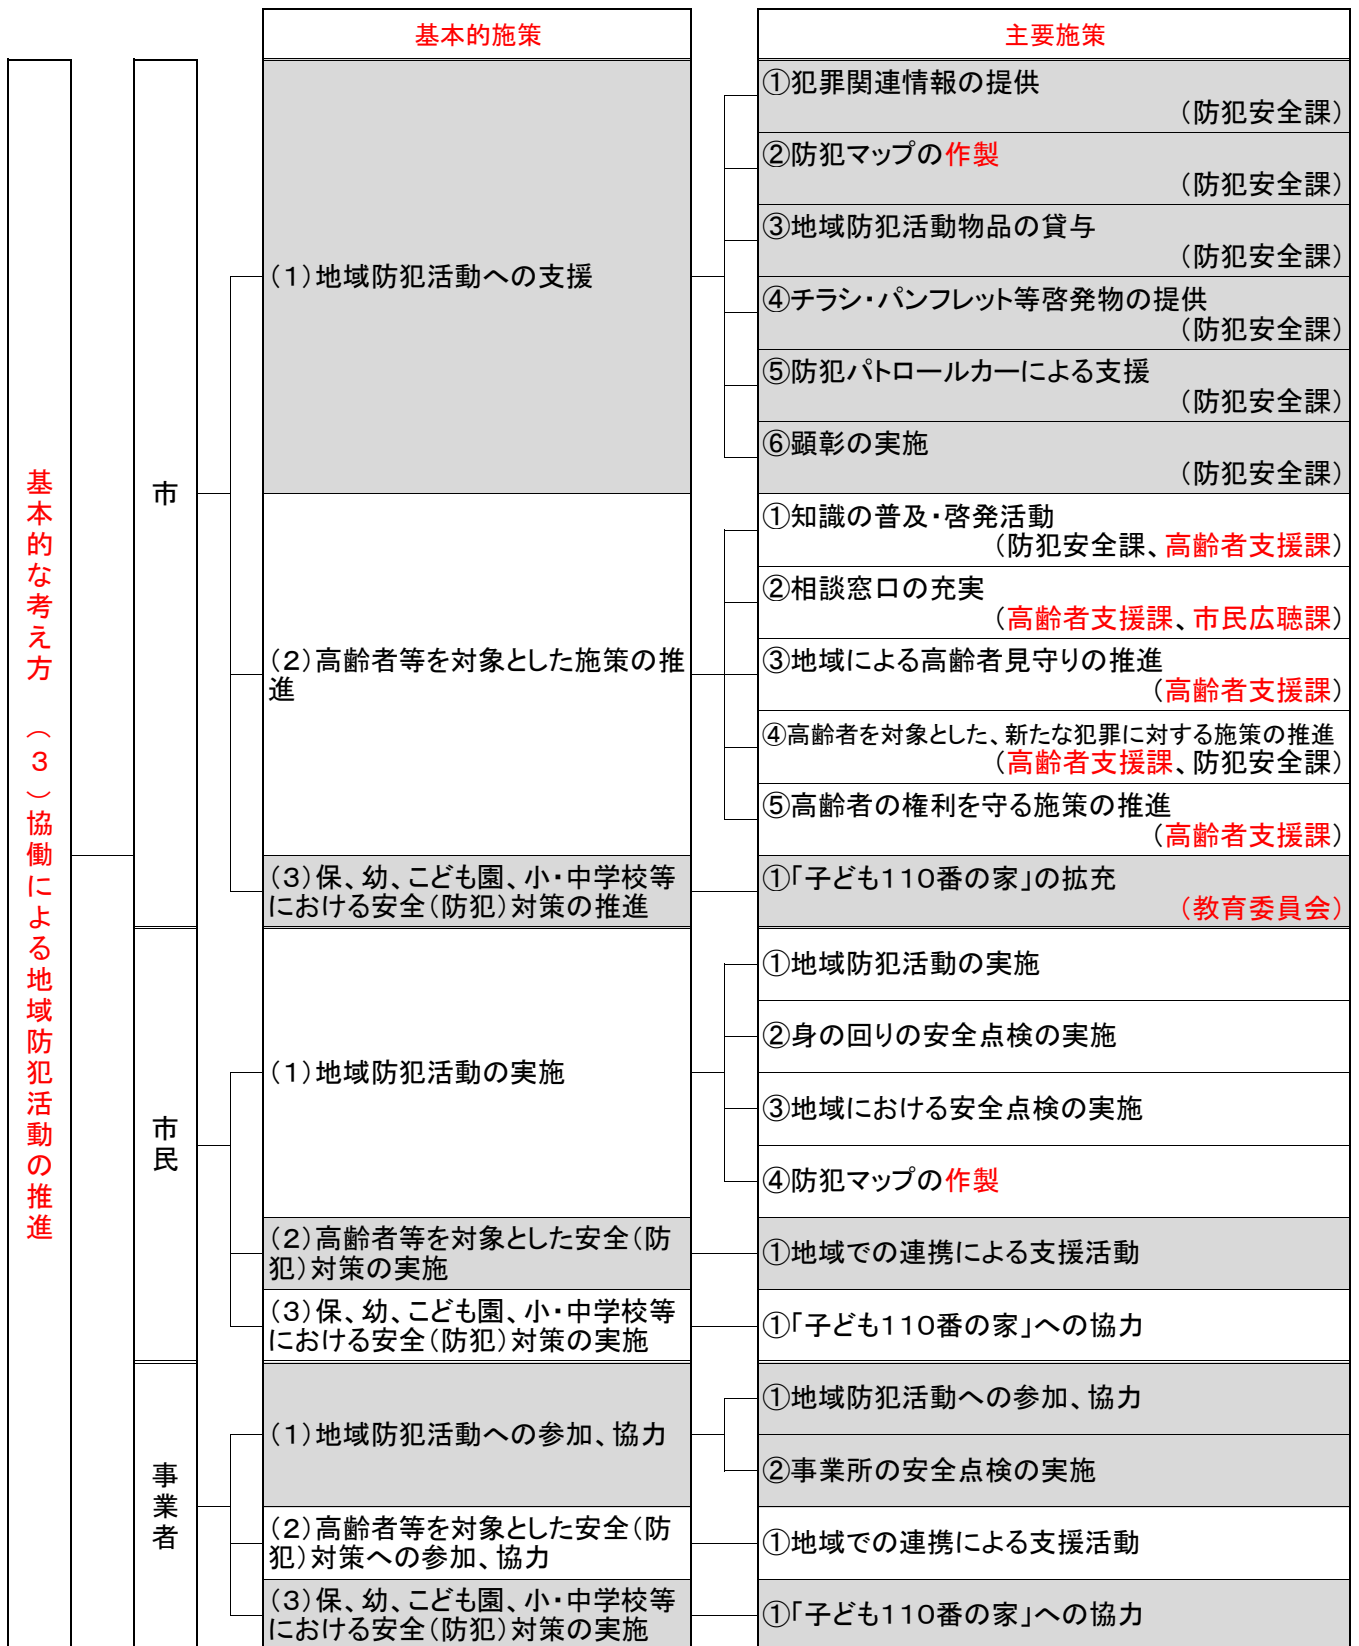 基本的施策
主要施策
基本的な考え方 (3)協働による地域防犯活動の推進
市
(1)地域防犯活動への支援
①犯罪関連情報の提供
(防犯安全課)
②防犯マップの作製
(防犯安全課)
③地域防犯活動物品の貸与
(防犯安全課)
④チラシ・パンフレット等啓発物の提供
(防犯安全課)
⑤防犯パトロールカーによる支援
(防犯安全課)
⑥顕彰の実施
(防犯安全課)
(2)高齢者等を対象とした施策の推
進
①知識の普及・啓発活動
(防犯安全課、高齢者支援課)
②相談窓口の充実
(高齢者支援課、市民広聴課)
③地域による高齢者見守りの推進
(高齢者支援課)
④高齢者を対象とした、新たな犯罪に対する施策の推進
(高齢者支援課、防犯安全課)
⑤高齢者の権利を守る施策の推進
(高齢者支援課)
(3)保、幼、こども園、小・中学校等
における安全(防犯)対策の推進
①「子ども110番の家」の拡充
(教育委員会)
市民
(1)地域防犯活動の実施
①地域防犯活動の実施
②身の回りの安全点検の実施
③地域における安全点検の実施
④防犯マップの作製
(2)高齢者等を対象とした安全(防
犯)対策の実施
①地域での連携による支援活動
(3)保、幼、こども園、小・中学校等
における安全(防犯)対策の実施
①「子ども110番の家」への協力
事業者
(1)地域防犯活動への参加、協力
①地域防犯活動への参加、協力
②事業所の安全点検の実施
(2)高齢者等を対象とした安全(防
犯)対策への参加、協力
①地域での連携による支援活動
(3)保、幼、こども園、小・中学校等
における安全(防犯)対策の実施
①「子ども110番の家」への協力